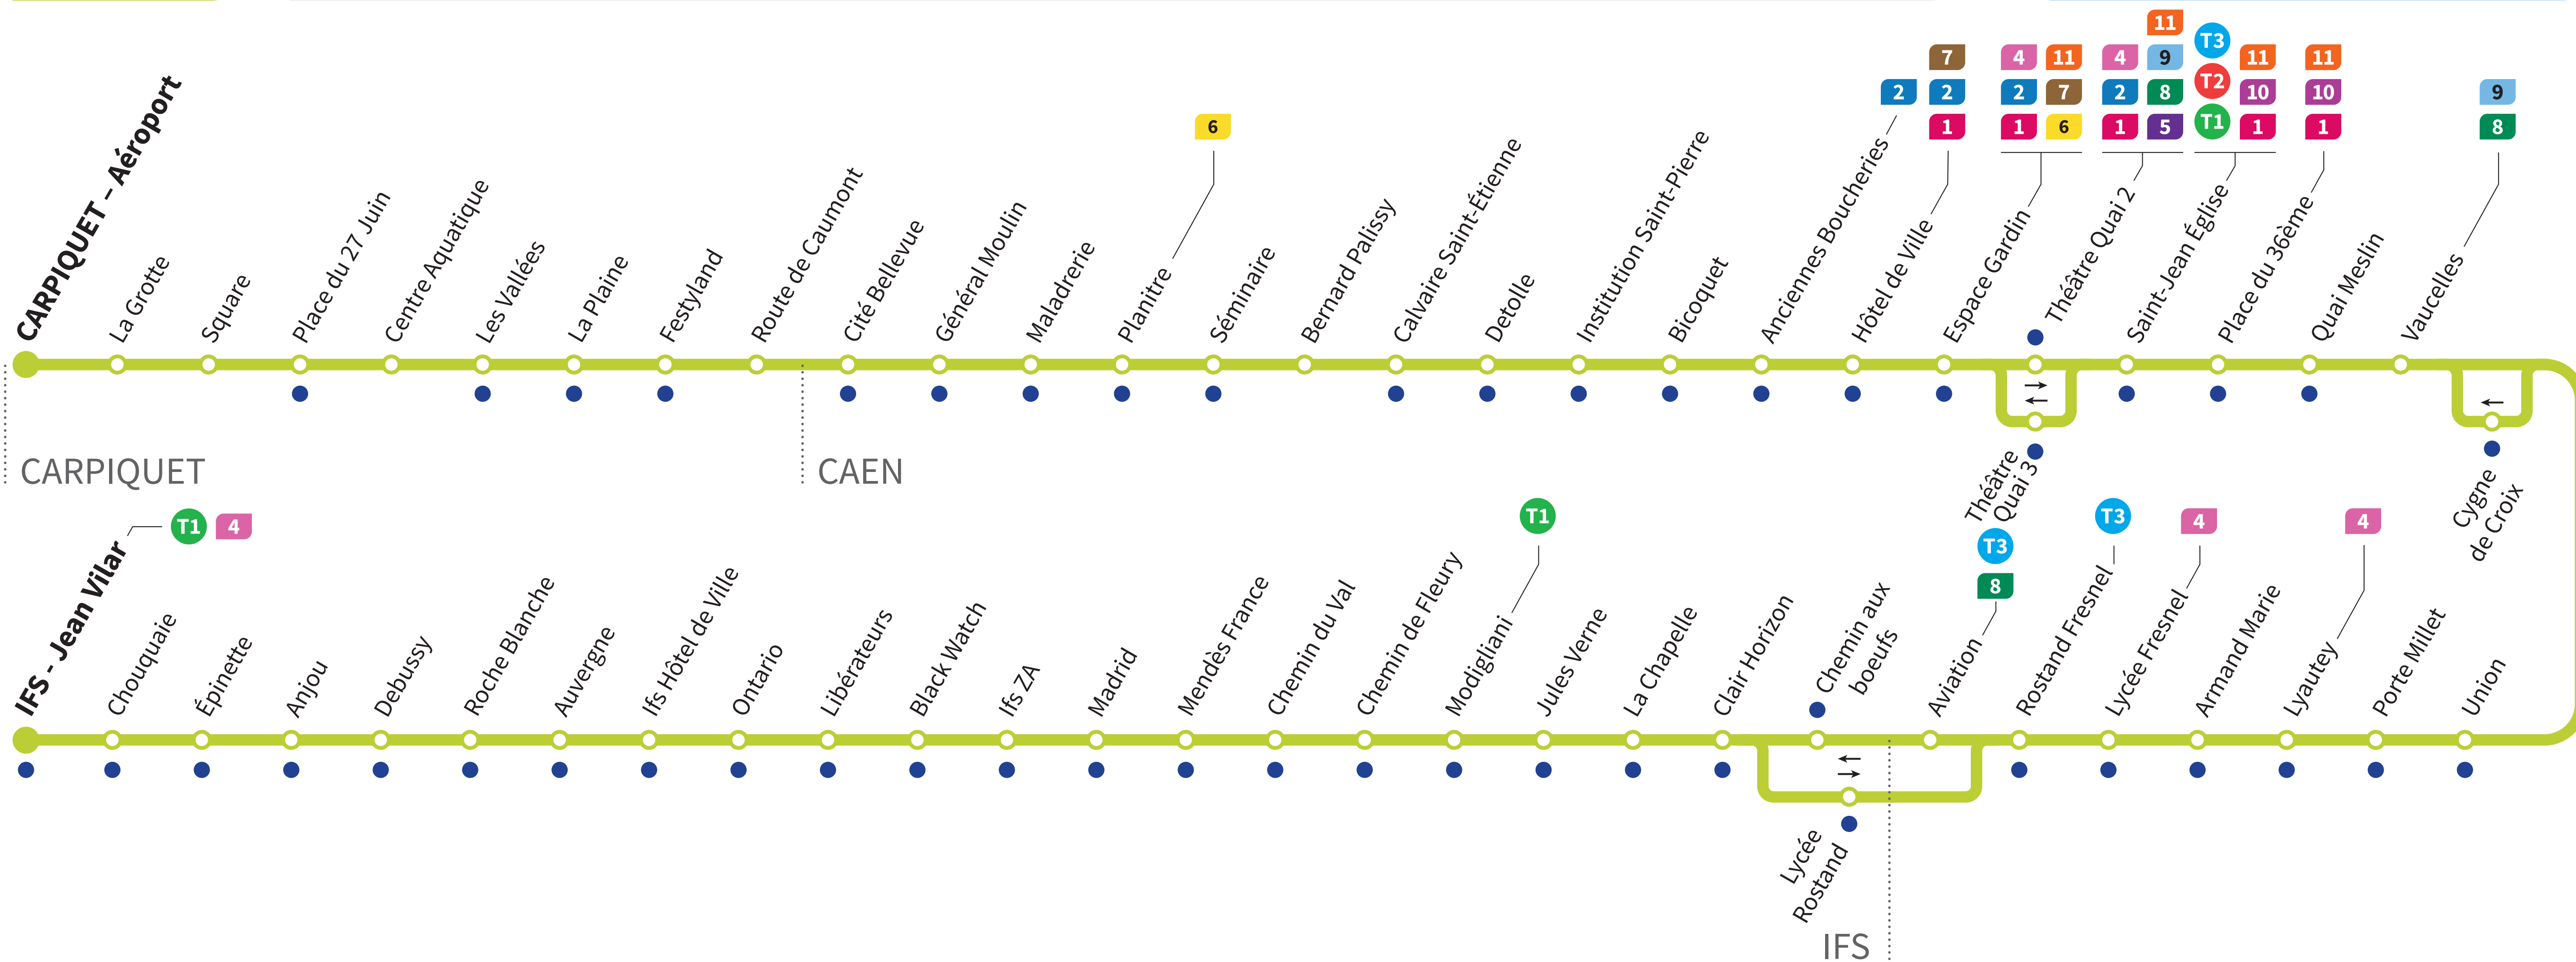 CARPIQUET – Aéroport
La Grotte
Square
Place du 27 Juin
Centre Aquatique
Les Vallées
La Plaine
Festyland
Route de Caumont
Cité Bellevue
Général Moulin
Maladrerie
Planitre
6
Séminaire
Bernard Palissy
Calvaire Saint-Étienne
Detolle
Institution Saint-Pierre
Bicoquet
Anciennes Boucheries
2
Hôtel de Ville
7
2
1
Espace Gardin
4 11
2 7
1 6
Théâtre Quai 2
11
4 9
2 8
1 5
Saint-Jean Église
T3
T2
T1
11
10
1
Place du 36ème
11
10
1
Quai Meslin
Vaucelles
9
8
Théâtre
Quai 3
Cygne
de Croix
CARPIQUET
CAEN
IFS - Jean Vilar
T1 4
Chouquaie
Épinette
Anjou
Debussy
Roche Blanche
Auvergne
Ifs Hôtel de Ville
Ontario
Libérateurs
Black Watch
Ifs ZA
Madrid
Mendès France
Chemin du Val
Chemin de Fleury
Modigliani
T1
Jules Verne
La Chapelle
Clair Horizon
Chemin aux
boeufs
Aviation
T3
8
Rostand Fresnel
T3
Lycée Fresnel
4
Armand Marie
Lyautey
4
Porte Millet
Union
Lycée
Rostand
IFS